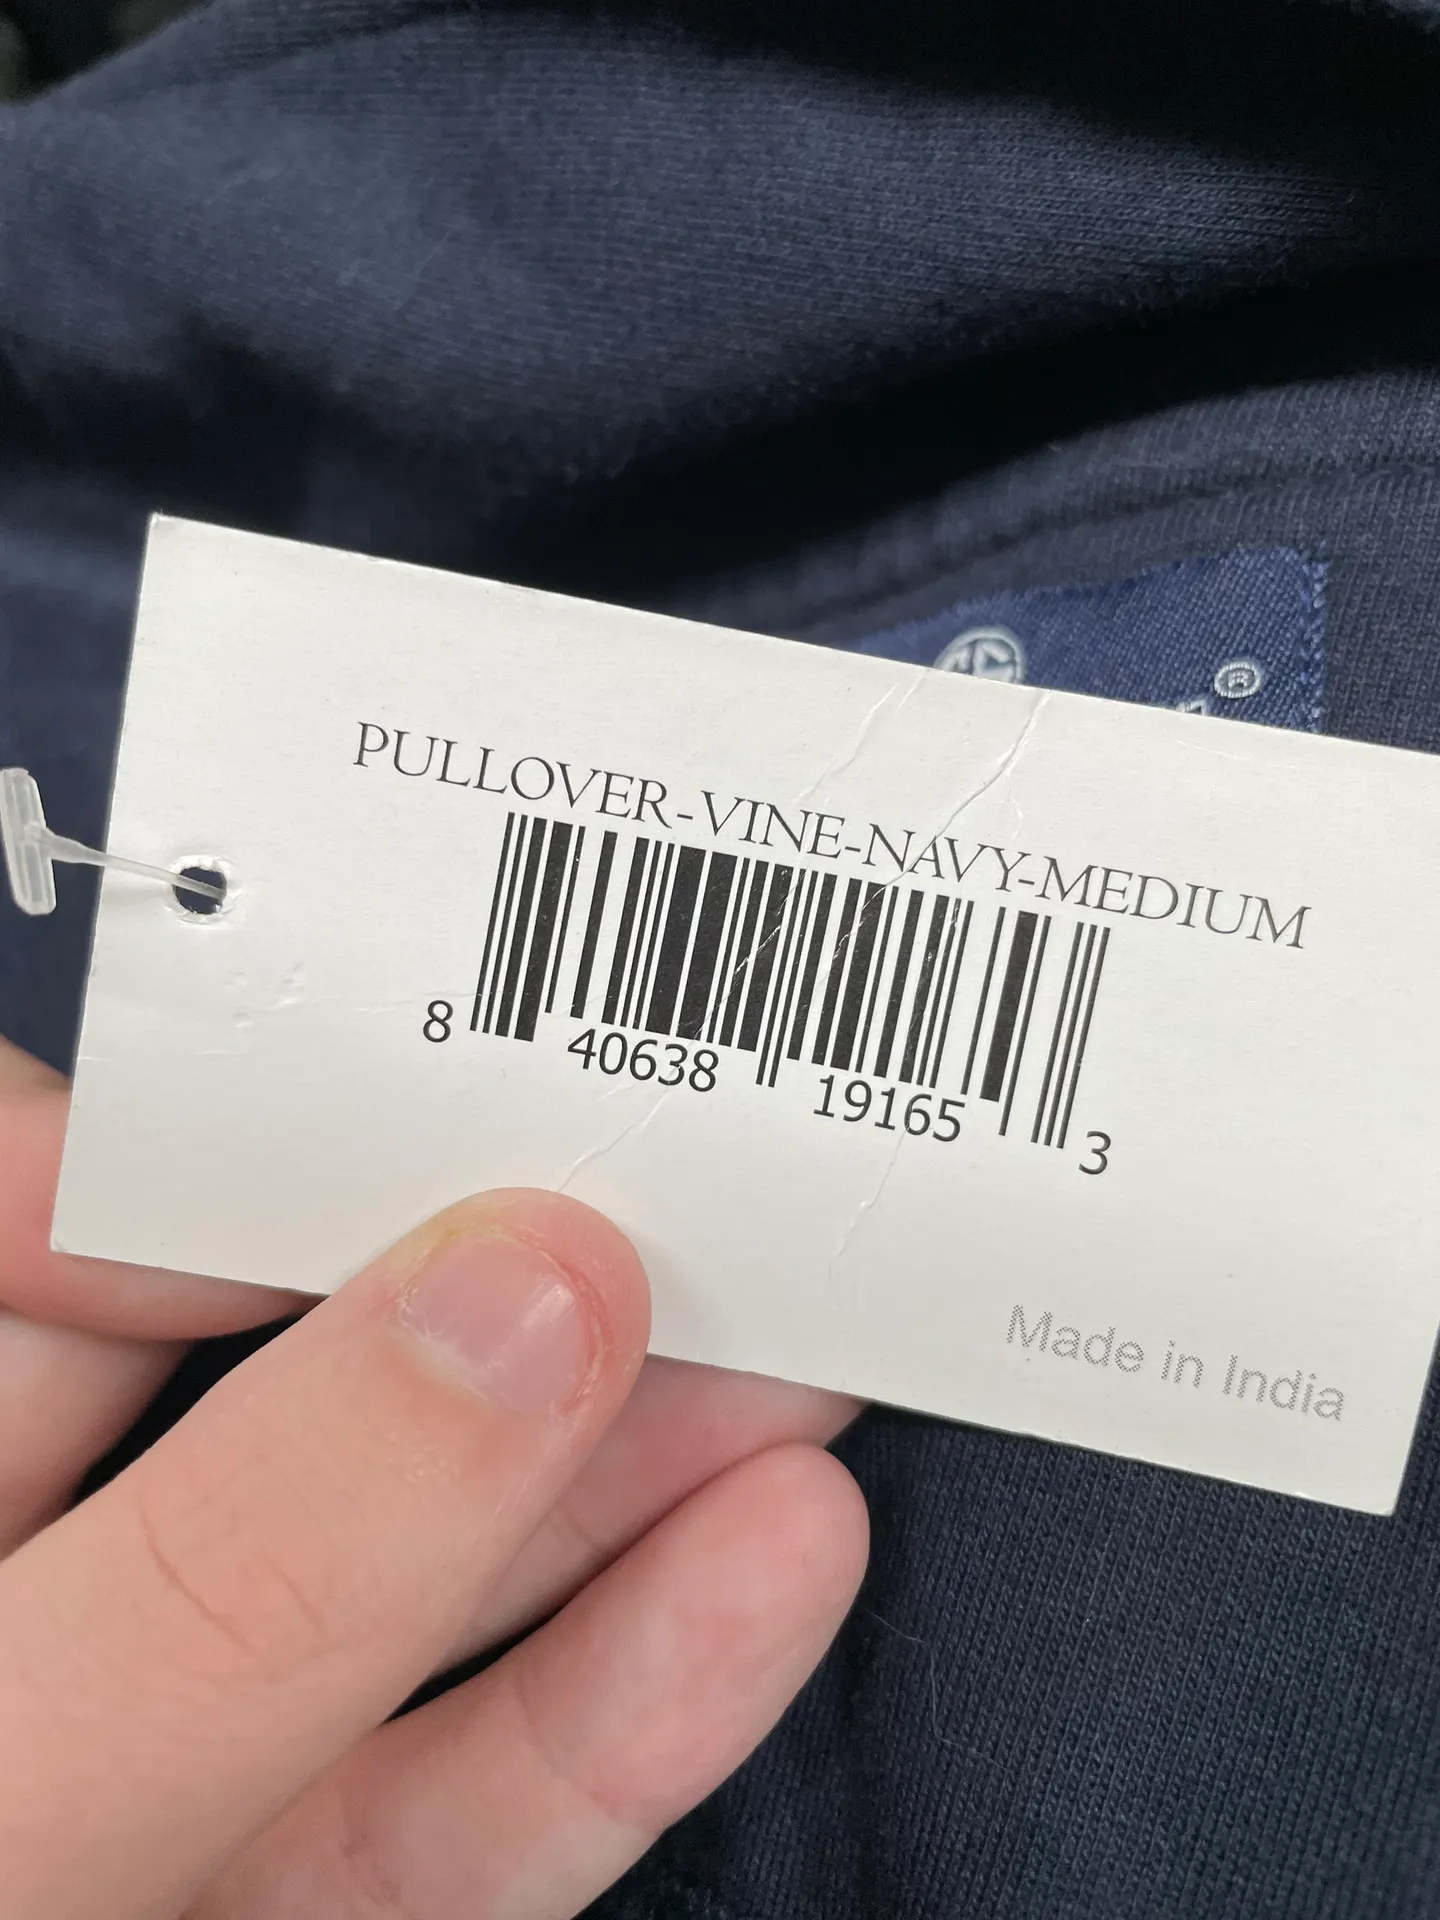 ®
PULLOVER-VINE-NAVY-MEDIUM
8 40638 19165 3
Made in India